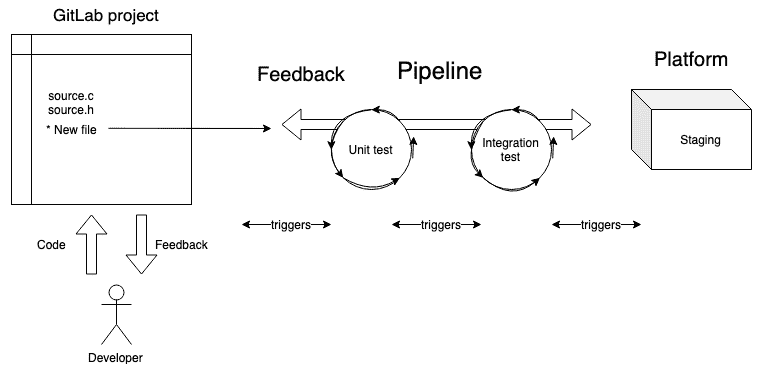 GitLab project
source.c
source.h
* New file
Feedback
Pipeline
Platform
Unit test
Integration
test
Staging
triggers
triggers
triggers
Code
Feedback
Developer